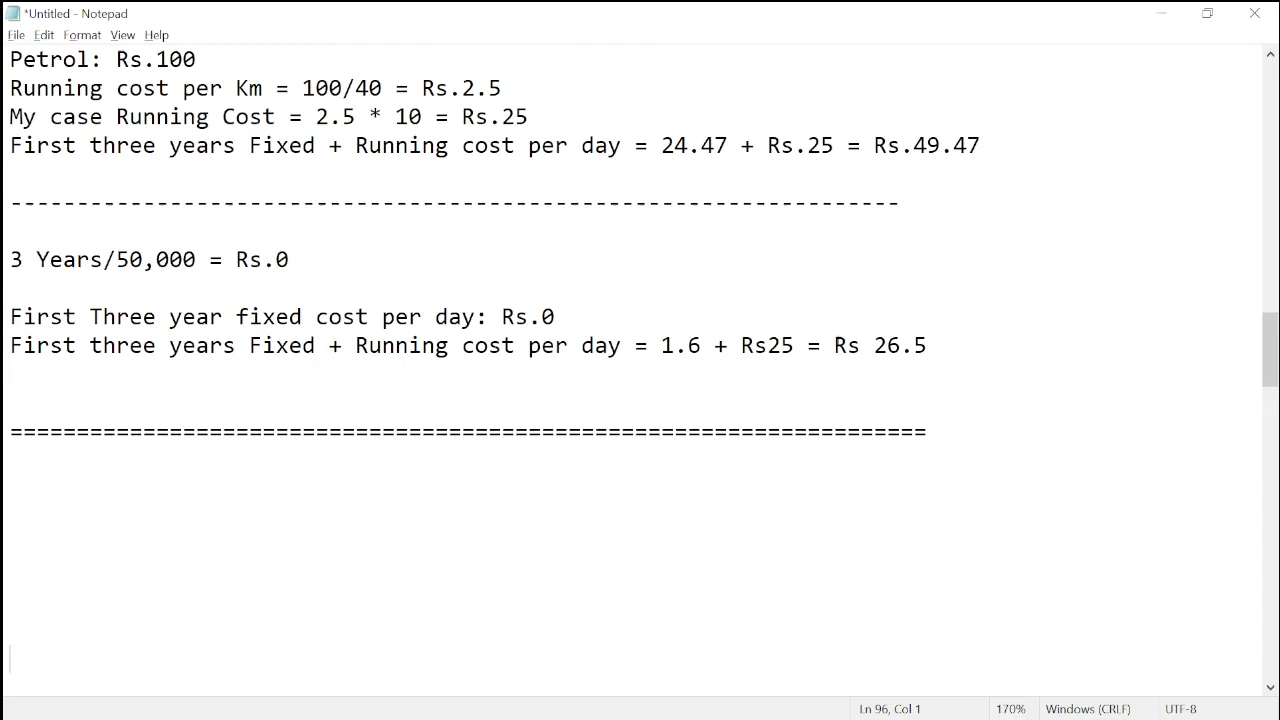 *Untitled - Notepad
File Edit Format View Help
Petrol: Rs.100
Running cost per Km = 100/40 = Rs.2.5
My case Running Cost = 2.5 * 10 = Rs.25
First three years Fixed + Running cost per day = 24.47 + Rs.25 = Rs.49.47
-------------------------------------------------------------------
3 Years/50,000 = Rs.0
First Three year fixed cost per day: Rs.0
First three years Fixed + Running cost per day = 1.6 + Rs25 = Rs 26.5
=====================================================================
Ln 96, Col 1 170% Windows (CRLF) UTF-8